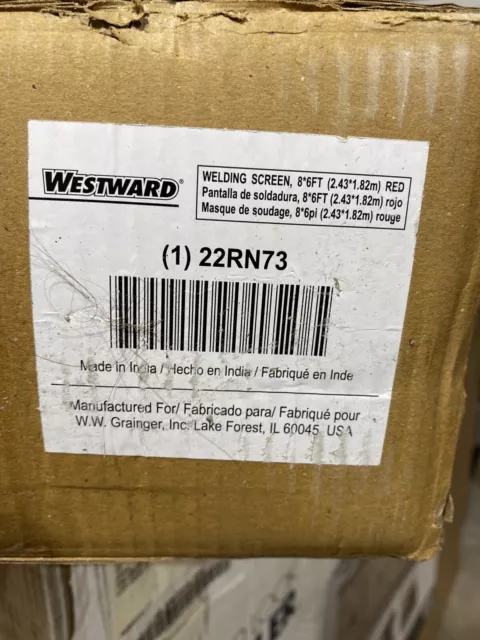 WESTWARD®
WELDING SCREEN, 8*6FT (2.43*1.82m) RED
Pantalla de soldadura, 8*6FT (2.43*1.82m) rojo
Masque de soudage, 8*6pi (2.43*1.82m) rouge
(1) 22RN73
Made in India / Hecho en India / Fabriqué en Inde
Manufactured For/ Fabricado para/ Fabriqué pour
W.W. Grainger, Inc. Lake Forest, IL 60045 USA